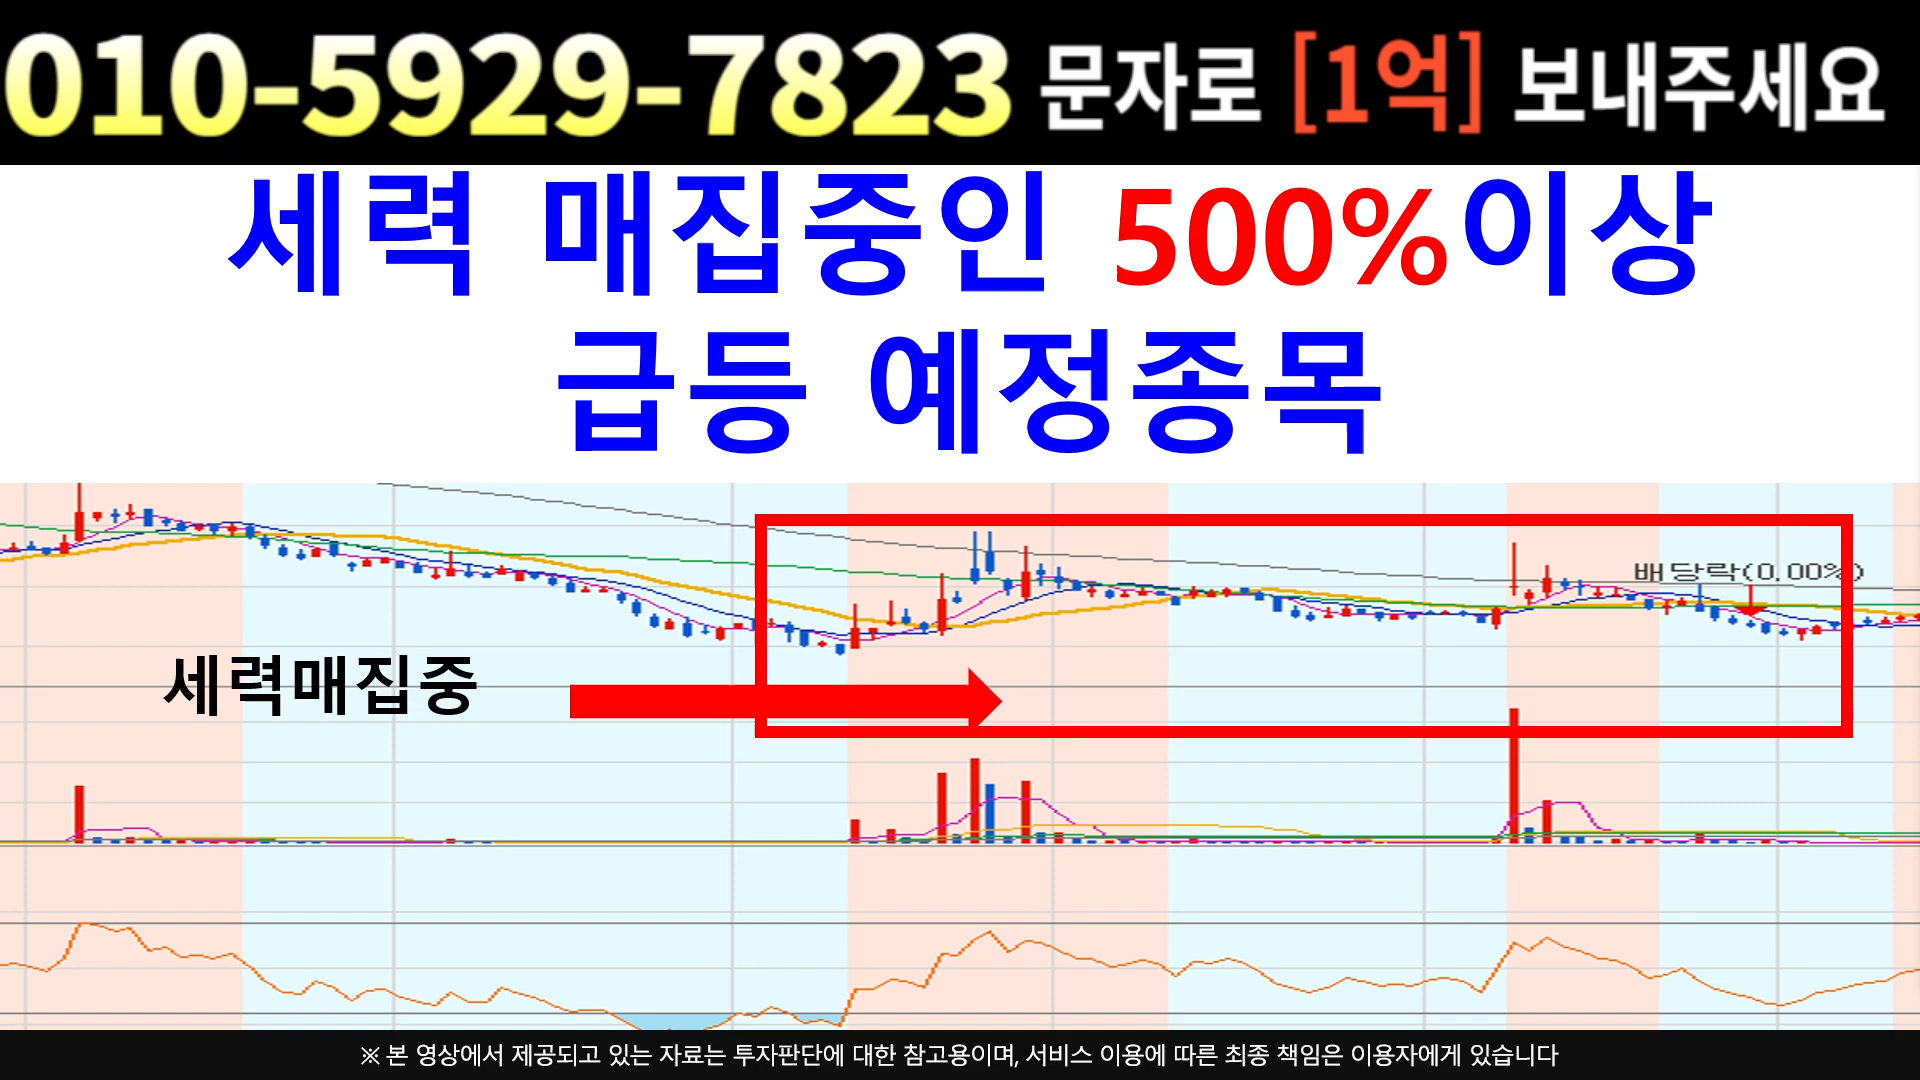 010-5929-7823 문자로 [1억] 보내주세요
세력 매집중인 500%이상
급등 예정종목
배당락(0.00%)
세력매집중
※ 본 영상에서 제공되고 있는 자료는 투자판단에 대한 참고용이며, 서비스 이용에 따른 최종 책임은 이용자에게 있습니다